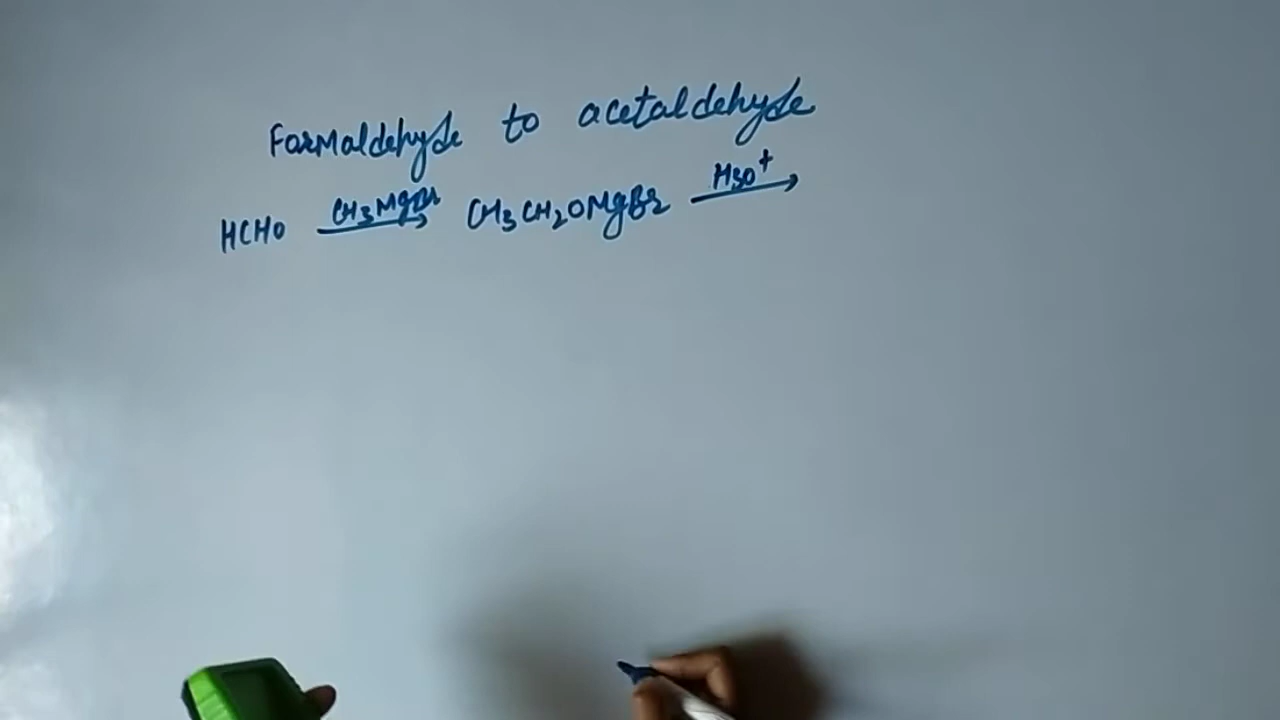 Formaldehyde to acetaldehyde
HCHO CH3MgBr → CH3CH2OMgBr H3O+ →